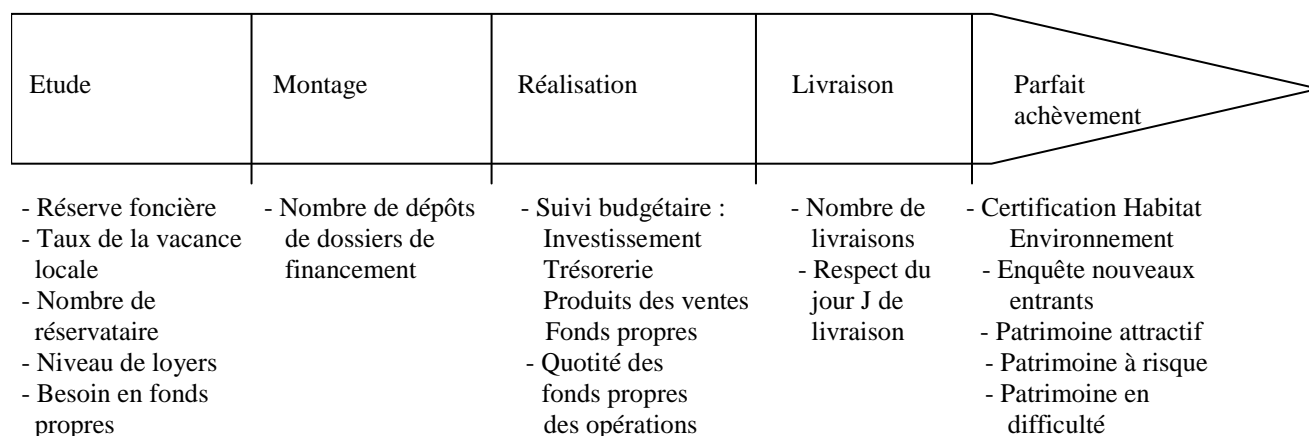 Etude
Montage
Réalisation
Livraison
Parfait
achèvement
- Réserve foncière
- Taux de la vacance
locale
- Nombre de
réservataire
- Niveau de loyers
- Besoin en fonds
propres
- Nombre de dépôts
de dossiers de
financement
- Suivi budgétaire :
Investissement
Trésorerie
Produits des ventes
Fonds propres
- Quotité des
fonds propres
des opérations
- Nombre de
livraisons
- Respect du
jour J de
livraison
- Certification Habitat
Environnement
- Enquête nouveaux
entrants
- Patrimoine attractif
- Patrimoine à risque
- Patrimoine en
difficulté